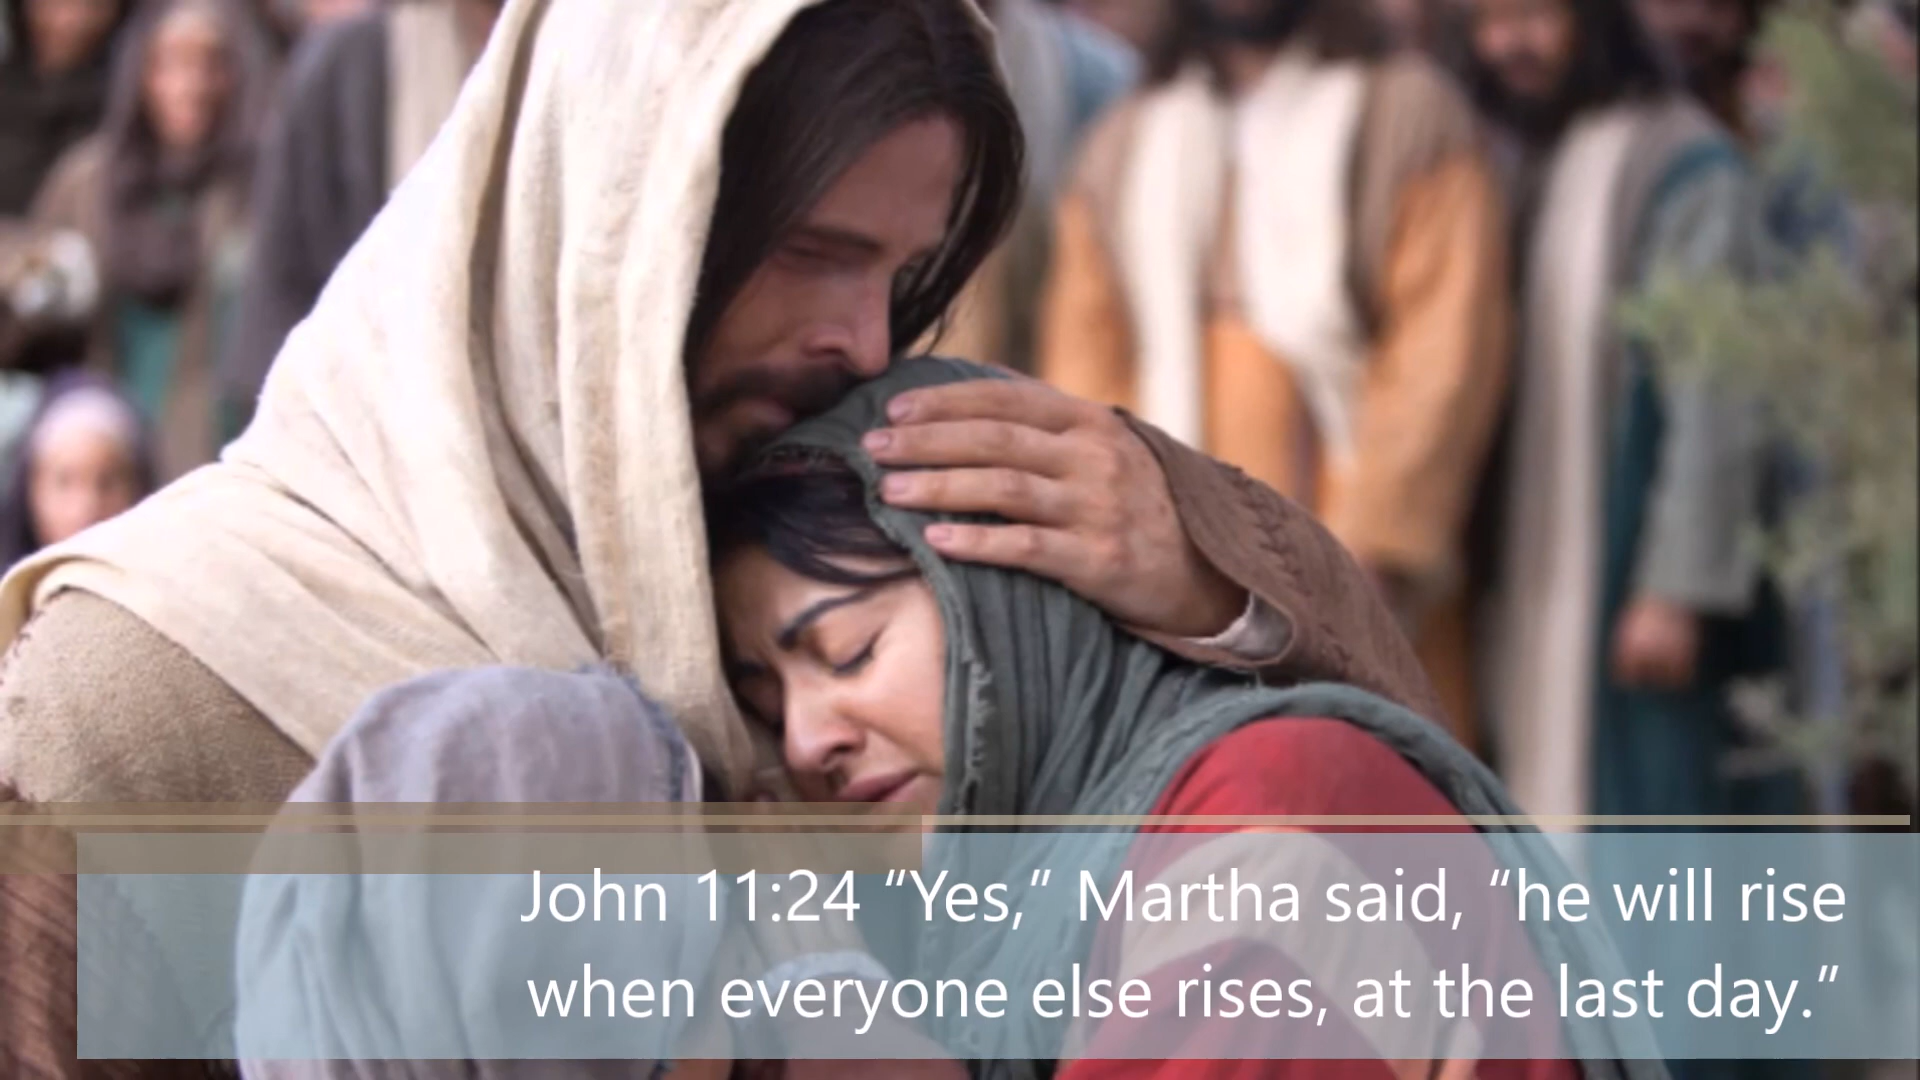 John 11:24 “Yes,” Martha said, “he will rise
when everyone else rises, at the last day.”